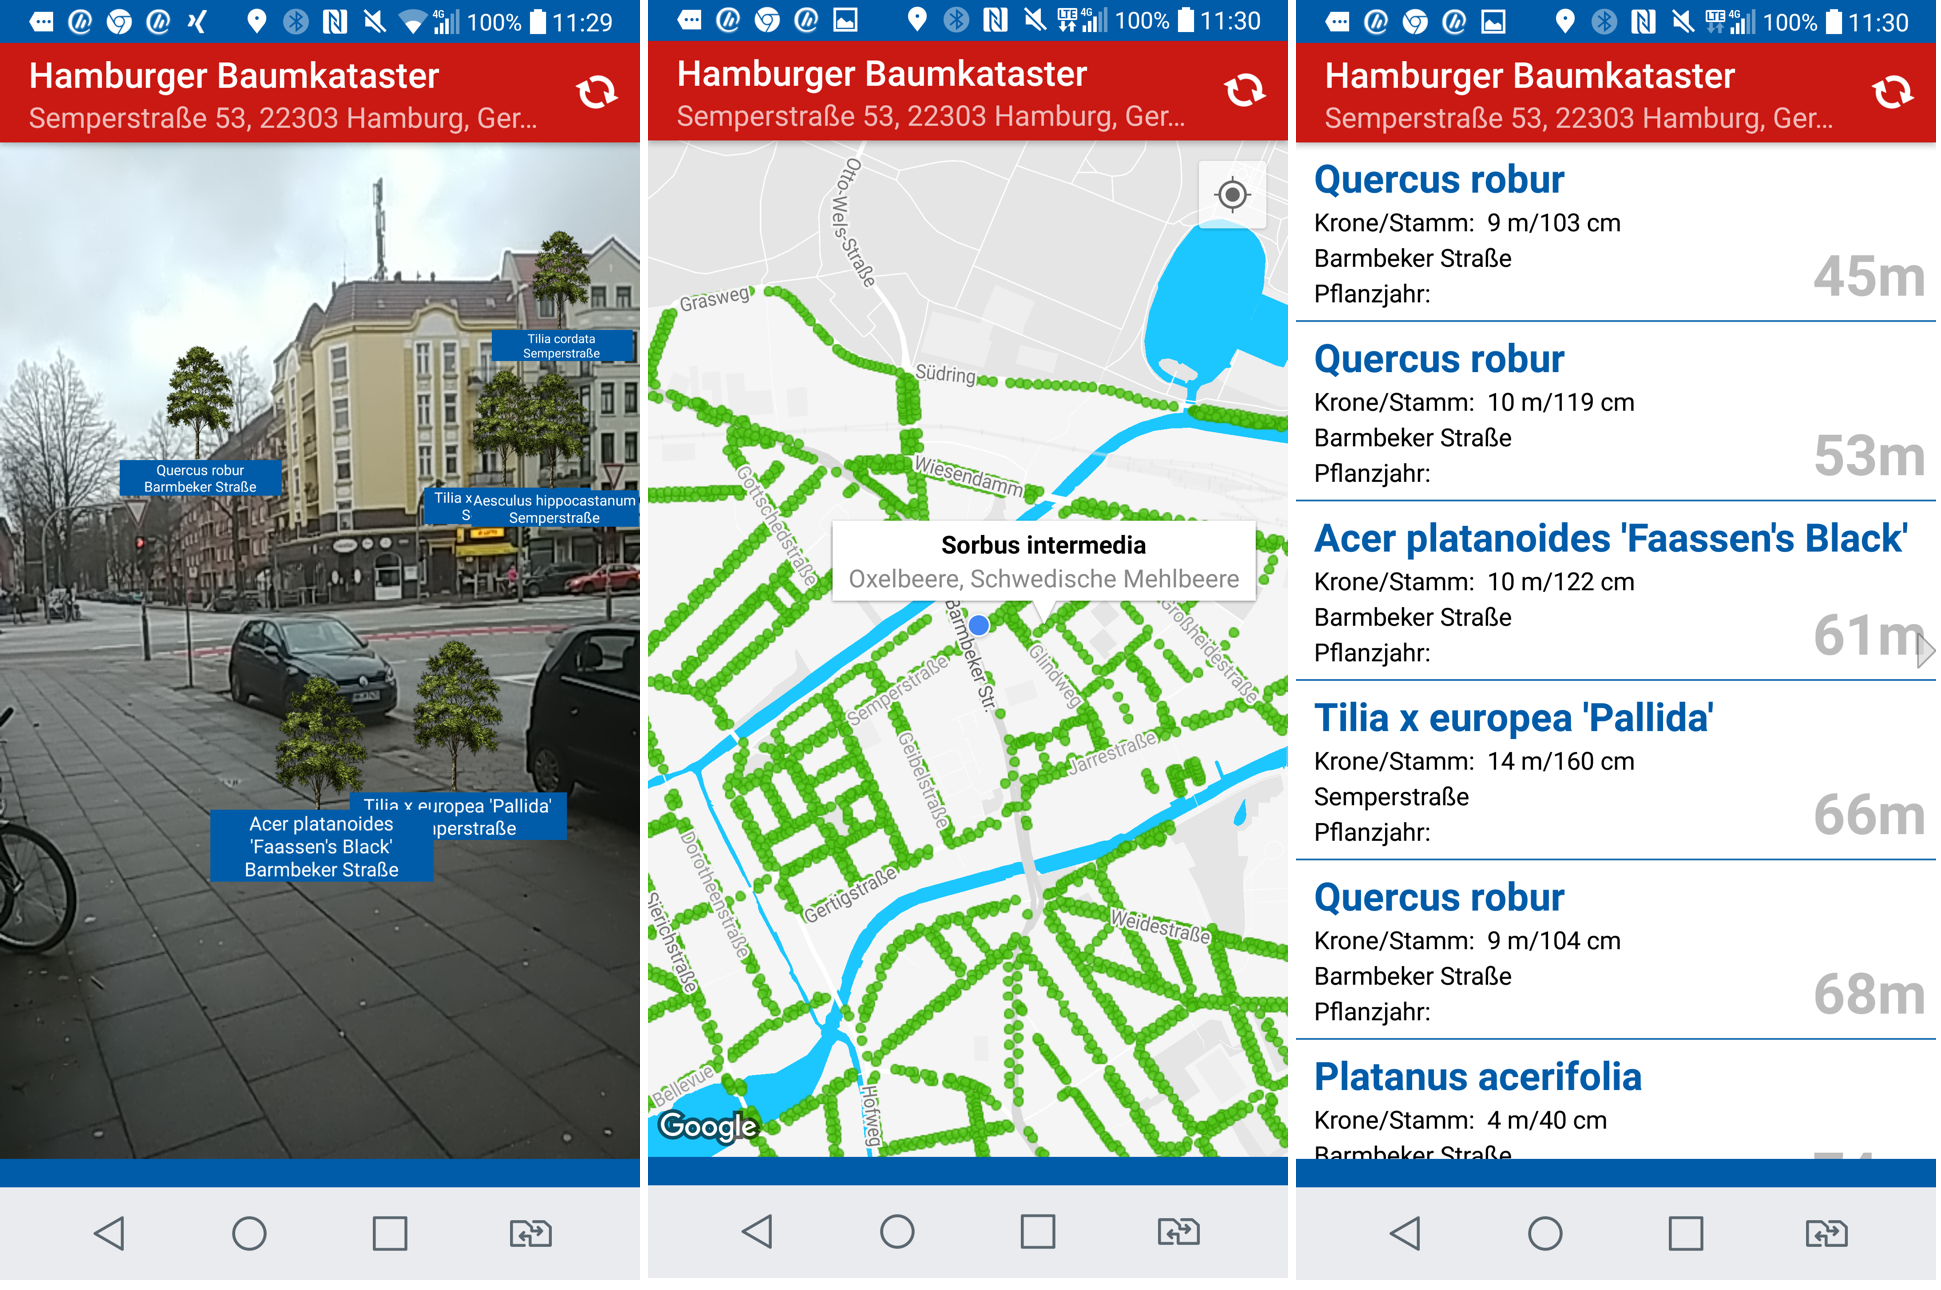 100% 11:29
Hamburger Baumkataster
Semperstraße 53, 22303 Hamburg, Ger...
Tilia cordata
Semperstraße
Quercus robur
Barmbeker Straße
Tilia x
S
Aesculus hippocastanum
Semperstraße
Tilia x europea 'Pallida'
mperstraße
Acer platanoides
'Faassen's Black'
Barmbeker Straße
4G
LTE 4G 100% 11:30
Hamburger Baumkataster
Semperstraße 53, 22303 Hamburg, Ger...
Otto-Wels-Straße
Grasweg
Südring
Wiesendamm
Gottschedstraße
Sorbus intermedia
Oxelbeere, Schwedische Mehlbeere
Barmbeker Str.
Großheidestraße
Glindweg
Semperstraße
Geibelstraße
Jarrestraße
Dorotheenstraße
Gertigstraße
Sierichstraße
Weidestraße
Bellevue
Hofweg
Google
LTE 4G 100% 11:30
Hamburger Baumkataster
Semperstraße 53, 22303 Hamburg, Ger...
Quercus robur
Krone/Stamm: 9 m/103 cm
Barmbeker Straße
Pflanzjahr:
45m
Quercus robur
Krone/Stamm: 10 m/119 cm
Barmbeker Straße
Pflanzjahr:
53m
Acer platanoides 'Faassen's Black'
Krone/Stamm: 10 m/122 cm
Barmbeker Straße
Pflanzjahr:
61m
Tilia x europea 'Pallida'
Krone/Stamm: 14 m/160 cm
Semperstraße
Pflanzjahr:
66m
Quercus robur
Krone/Stamm: 9 m/104 cm
Barmbeker Straße
Pflanzjahr:
68m
Platanus acerifolia
Krone/Stamm: 4 m/40 cm
Barmbeker Straße